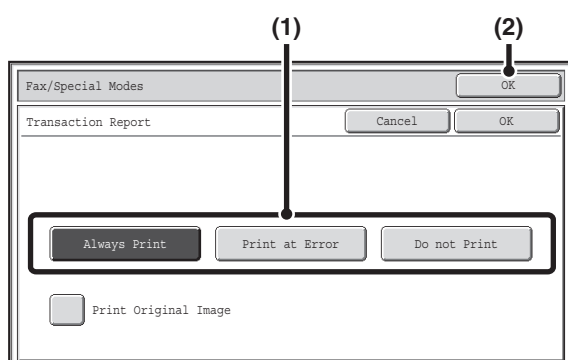 (1) (2)
Fax/Special Modes OK
Transaction Report Cancel OK
Always Print Print at Error Do not Print
Print Original Image